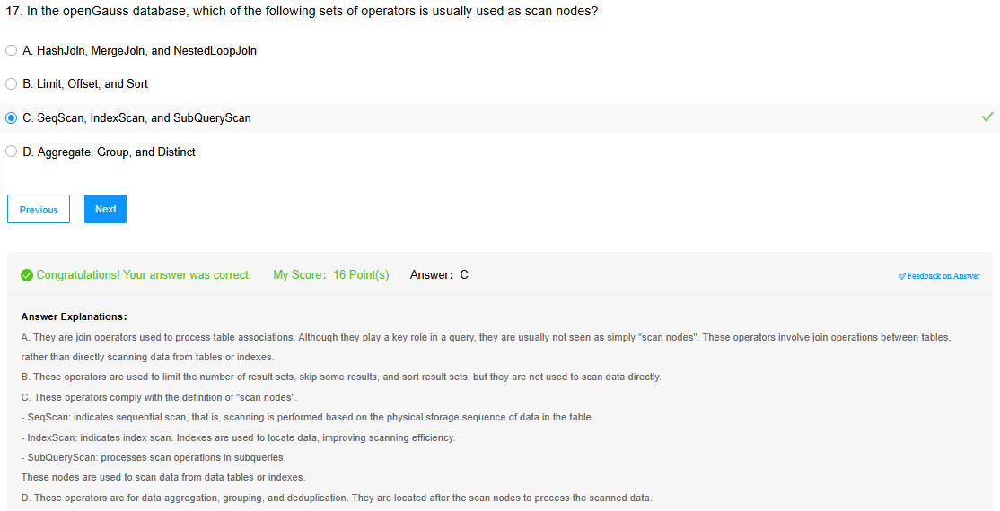 17. In the openGauss database, which of the following sets of operators is usually used as scan nodes?
A. HashJoin, MergeJoin, and NestedLoopJoin
B. Limit, Offset, and Sort
C. SeqScan, IndexScan, and SubQueryScan
D. Aggregate, Group, and Distinct
Previous Next
Congratulations! Your answer was correct. My Score: 16 Point(s) Answer: C Feedback on Answer
Answer Explanations:
A. They are join operators used to process table associations. Although they play a key role in a query, they are usually not seen as simply "scan nodes". These operators involve join operations between tables,
rather than directly scanning data from tables or indexes.
B. These operators are used to limit the number of result sets, skip some results, and sort result sets, but they are not used to scan data directly.
C. These operators comply with the definition of "scan nodes".
- SeqScan: indicates sequential scan, that is, scanning is performed based on the physical storage sequence of data in the table.
- IndexScan: indicates index scan. Indexes are used to locate data, improving scanning efficiency.
- SubQueryScan: processes scan operations in subqueries.
These nodes are used to scan data from data tables or indexes.
D. These operators are for data aggregation, grouping, and deduplication. They are located after the scan nodes to process the scanned data.